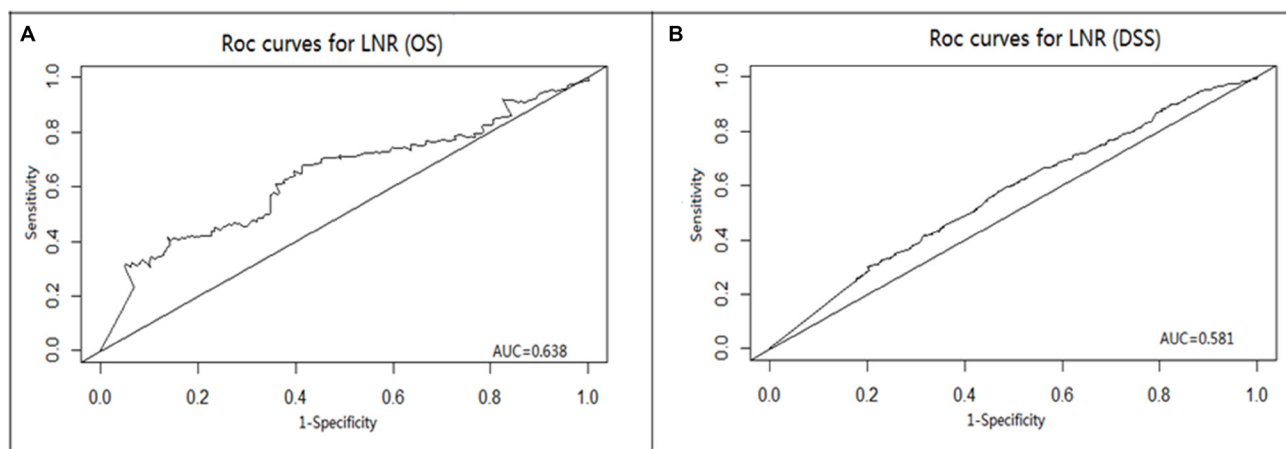 A
Roc curves for LNR (OS)
Sensitivity
0.0 0.2 0.4 0.6 0.8 1.0
AUC=0.638
0.0 0.2 0.4 0.6 0.8 1.0
1-Specificity
B
Roc curves for LNR (DSS)
Sensitivity
0.0 0.2 0.4 0.6 0.8 1.0
AUC=0.581
0.0 0.2 0.4 0.6 0.8 1.0
1-Specificity